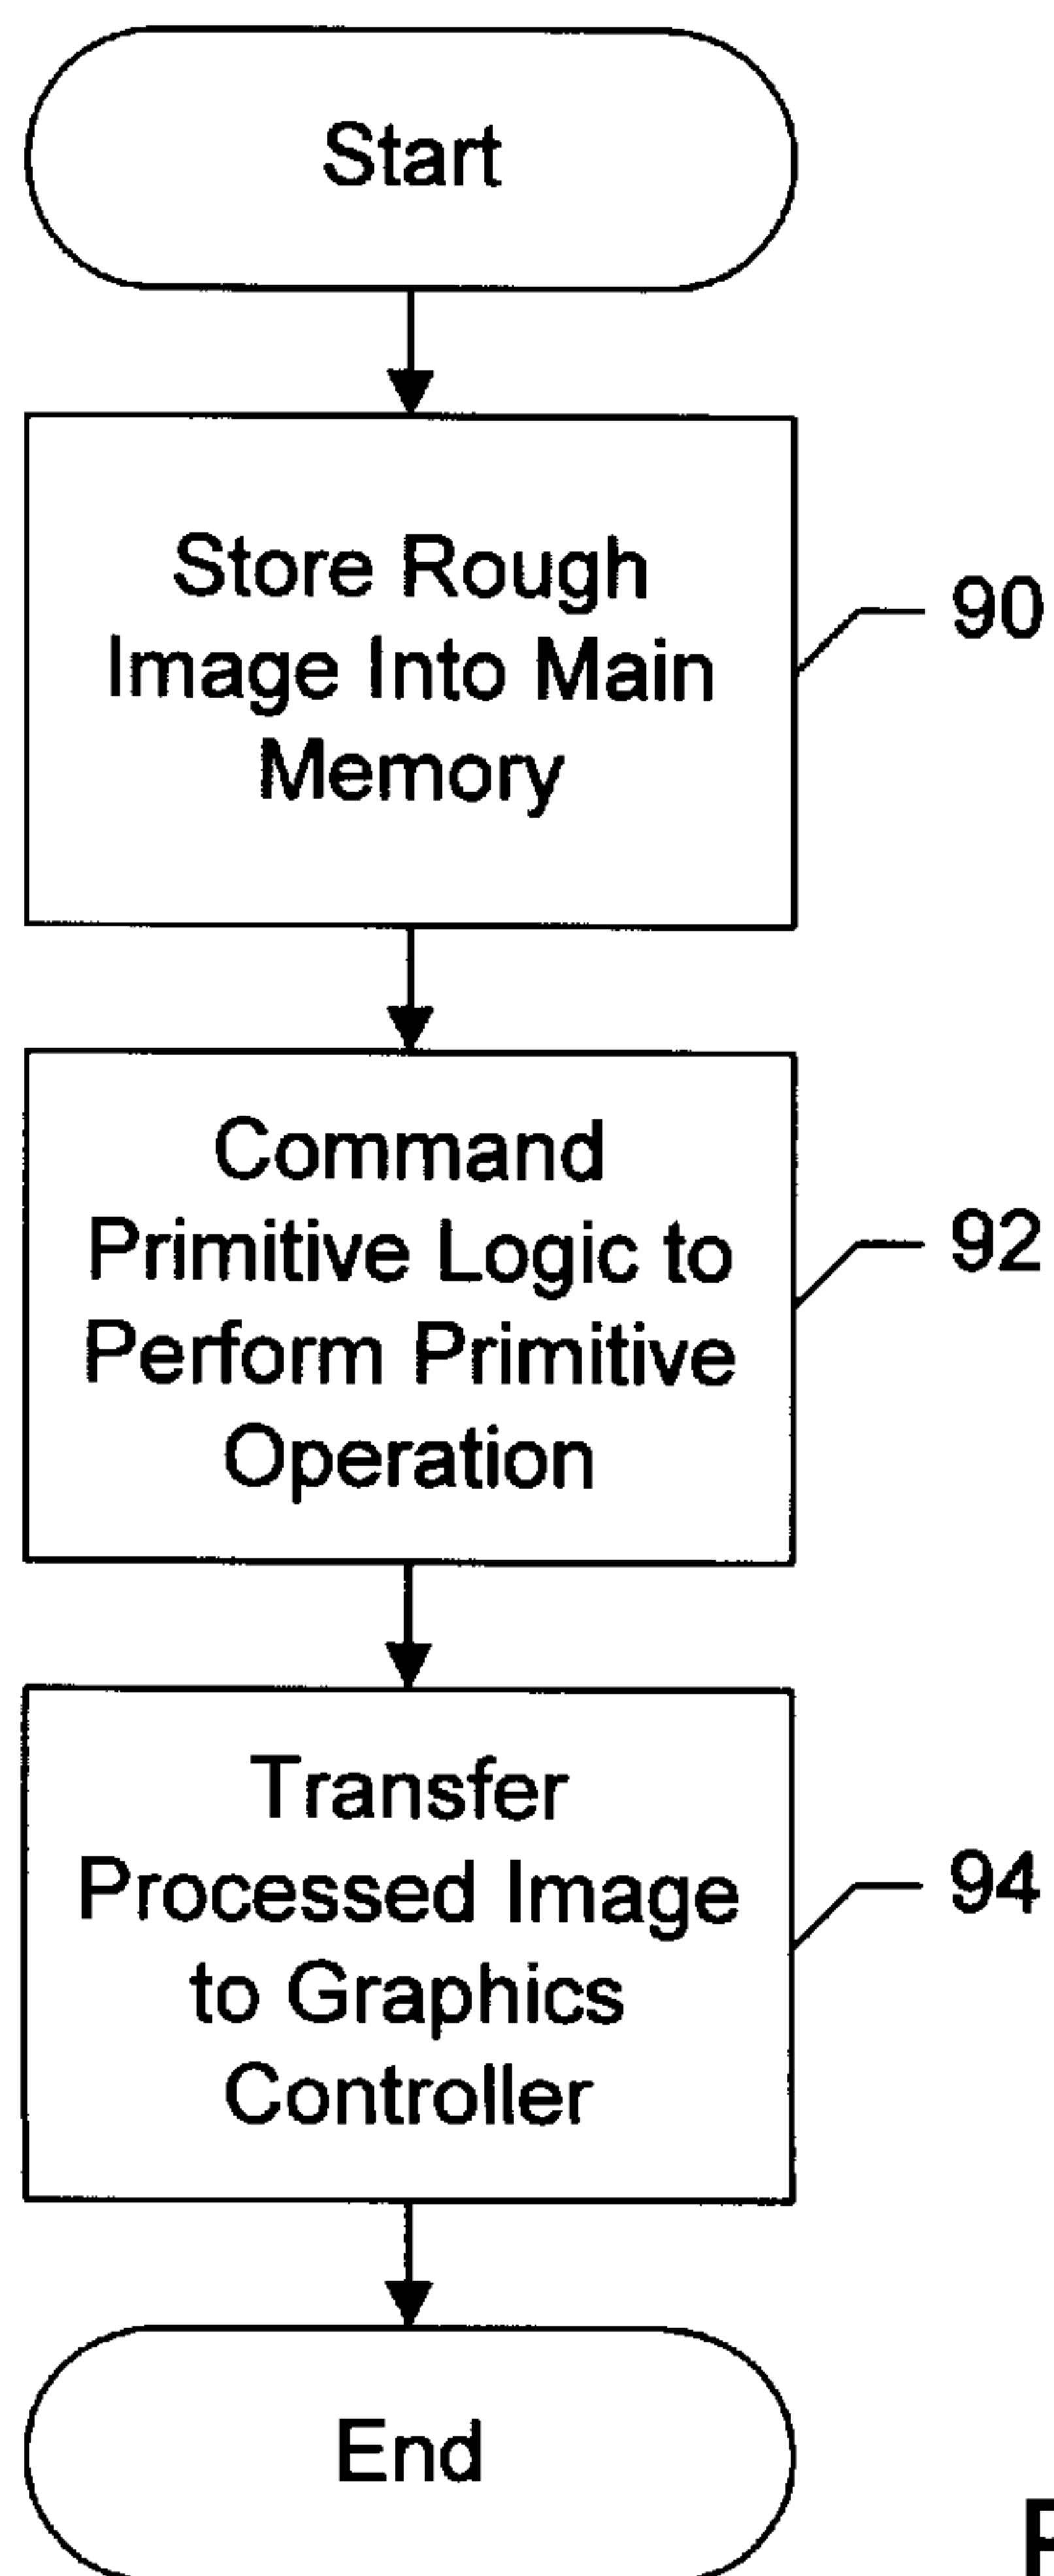 Start
Store Rough
Image Into Main
Memory
90
Command
Primitive Logic to
Perform Primitive
Operation
92
Transfer
Processed Image
to Graphics
Controller
94
End